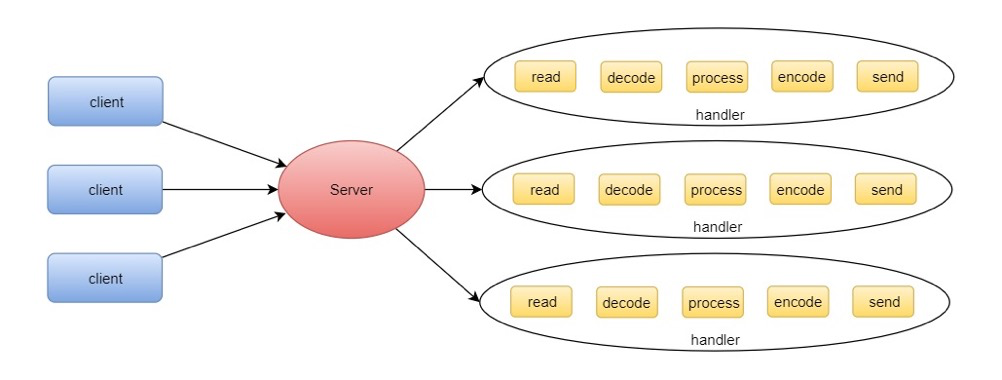 client
client
client
Server
read decode process encode send
handler
read decode process encode send
handler
read decode process encode send
handler